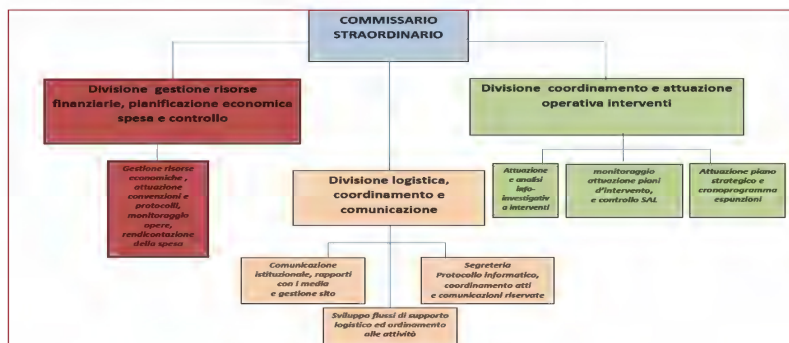 COMMISSARIO
STRAORDINARIO
Divisione gestione risorse
finanziarie, pianificazione economica
spesa e controllo
Divisione coordinamento e attuazione
operativa interventi
Gestione risorse
economiche ,
attuazione
convenzioni e
protocolli,
monitoraggio
opere,
rendicontazione
della spesa
Divisione logistica,
coordinamento e
comunicazione
Attuazione
e analisi
info-
investigativ
a interventi
monitoraggio
attuazione piani
d'intervento,
e controllo SAL
Attuazione piano
strategico e
cronoprogramma
espunzioni
Comunicazione
istituzionale, rapporti
con i media
e gestione sito
Segreteria
Protocollo informatico,
coordinamento atti
e comunicazioni riservate
Sviluppo flussi di supporto
logistico ed ordinamento
alle attività